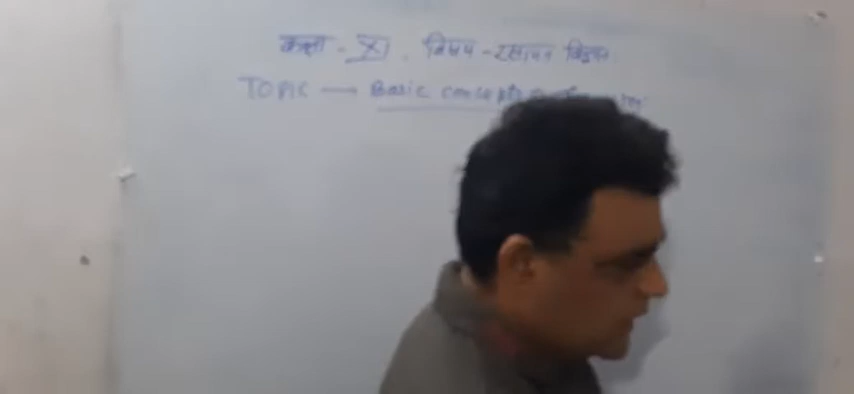 कक्षा - XI. विषय - रसायन विज्ञान
TOPIC → Basic concepts